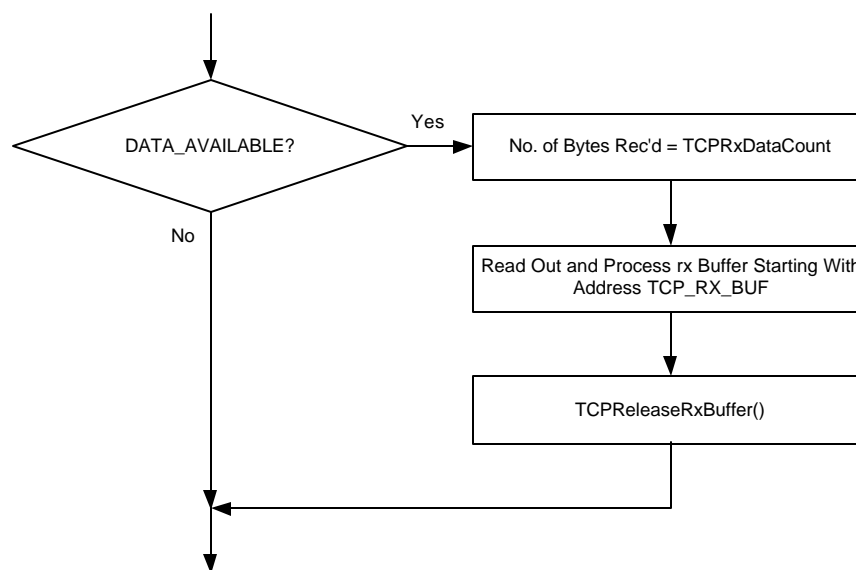 Yes
DATA_AVAILABLE?
No. of Bytes Rec'd = TCPRxDataCount
No
Read Out and Process rx Buffer Starting With
Address TCP_RX_BUF
TCPReleaseRxBuffer()